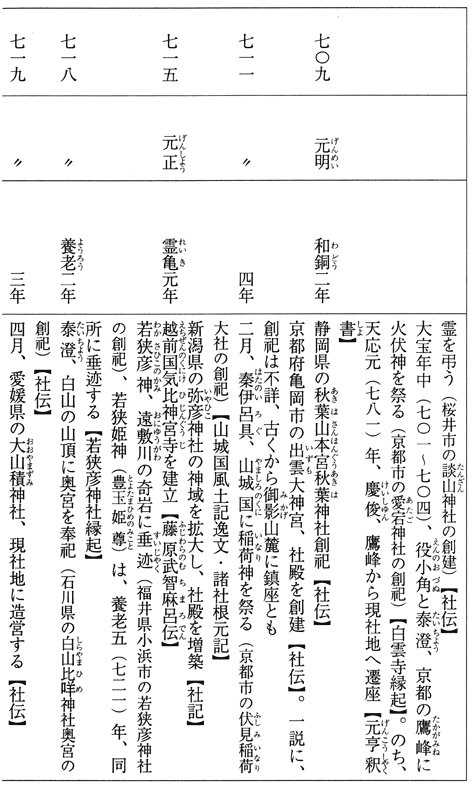 霊を弔う(桜井市の談山神社の創建)【社伝】
大宝年中(七〇一〜七〇四)、役小角と泰澄、京都の鷹峰に
火伏神を祭る(京都市の愛宕神社の創祀)【白雲寺縁起】。のち、
天応元(七八一)年、慶俊、鷹峰から現社地へ遷座【元亨釈
書】
七〇九 元明 和銅二年 静岡県の秋葉山本宮秋葉神社創祀【社伝】
京都府亀岡市の出雲大神宮、社殿を創建【社伝】。一説に、
創祀は不詳、古くから御影山麓に鎮座とも
七一一 〃 四年 二月、秦伊呂具、山城国に稲荷神を祭る(京都市の伏見稲荷
大社の創祀)【山城国風土記逸文・諸社根元記】
新潟県の弥彦神社の神域を拡大し、社殿を増築【社記】
七一五 元正 霊亀元年 越前国気比神宮寺を建立【藤原武智麻呂伝】
若狭彦神、遠敷川の奇岩に垂迹(福井県小浜市の若狭彦神社
の創祀)、若狭姫神(豊玉姫尊)は、養老五(七二一)年、同
所に垂迹する【若狭彦神社縁起】
七一八 〃 養老二年 泰澄、白山の山頂に奥宮を奉祀(石川県の白山比咩神社奥宮の
創祀)【社伝】
七一九 〃 三年 四月、愛媛県の大山積神社、現社地に造営する【社伝】